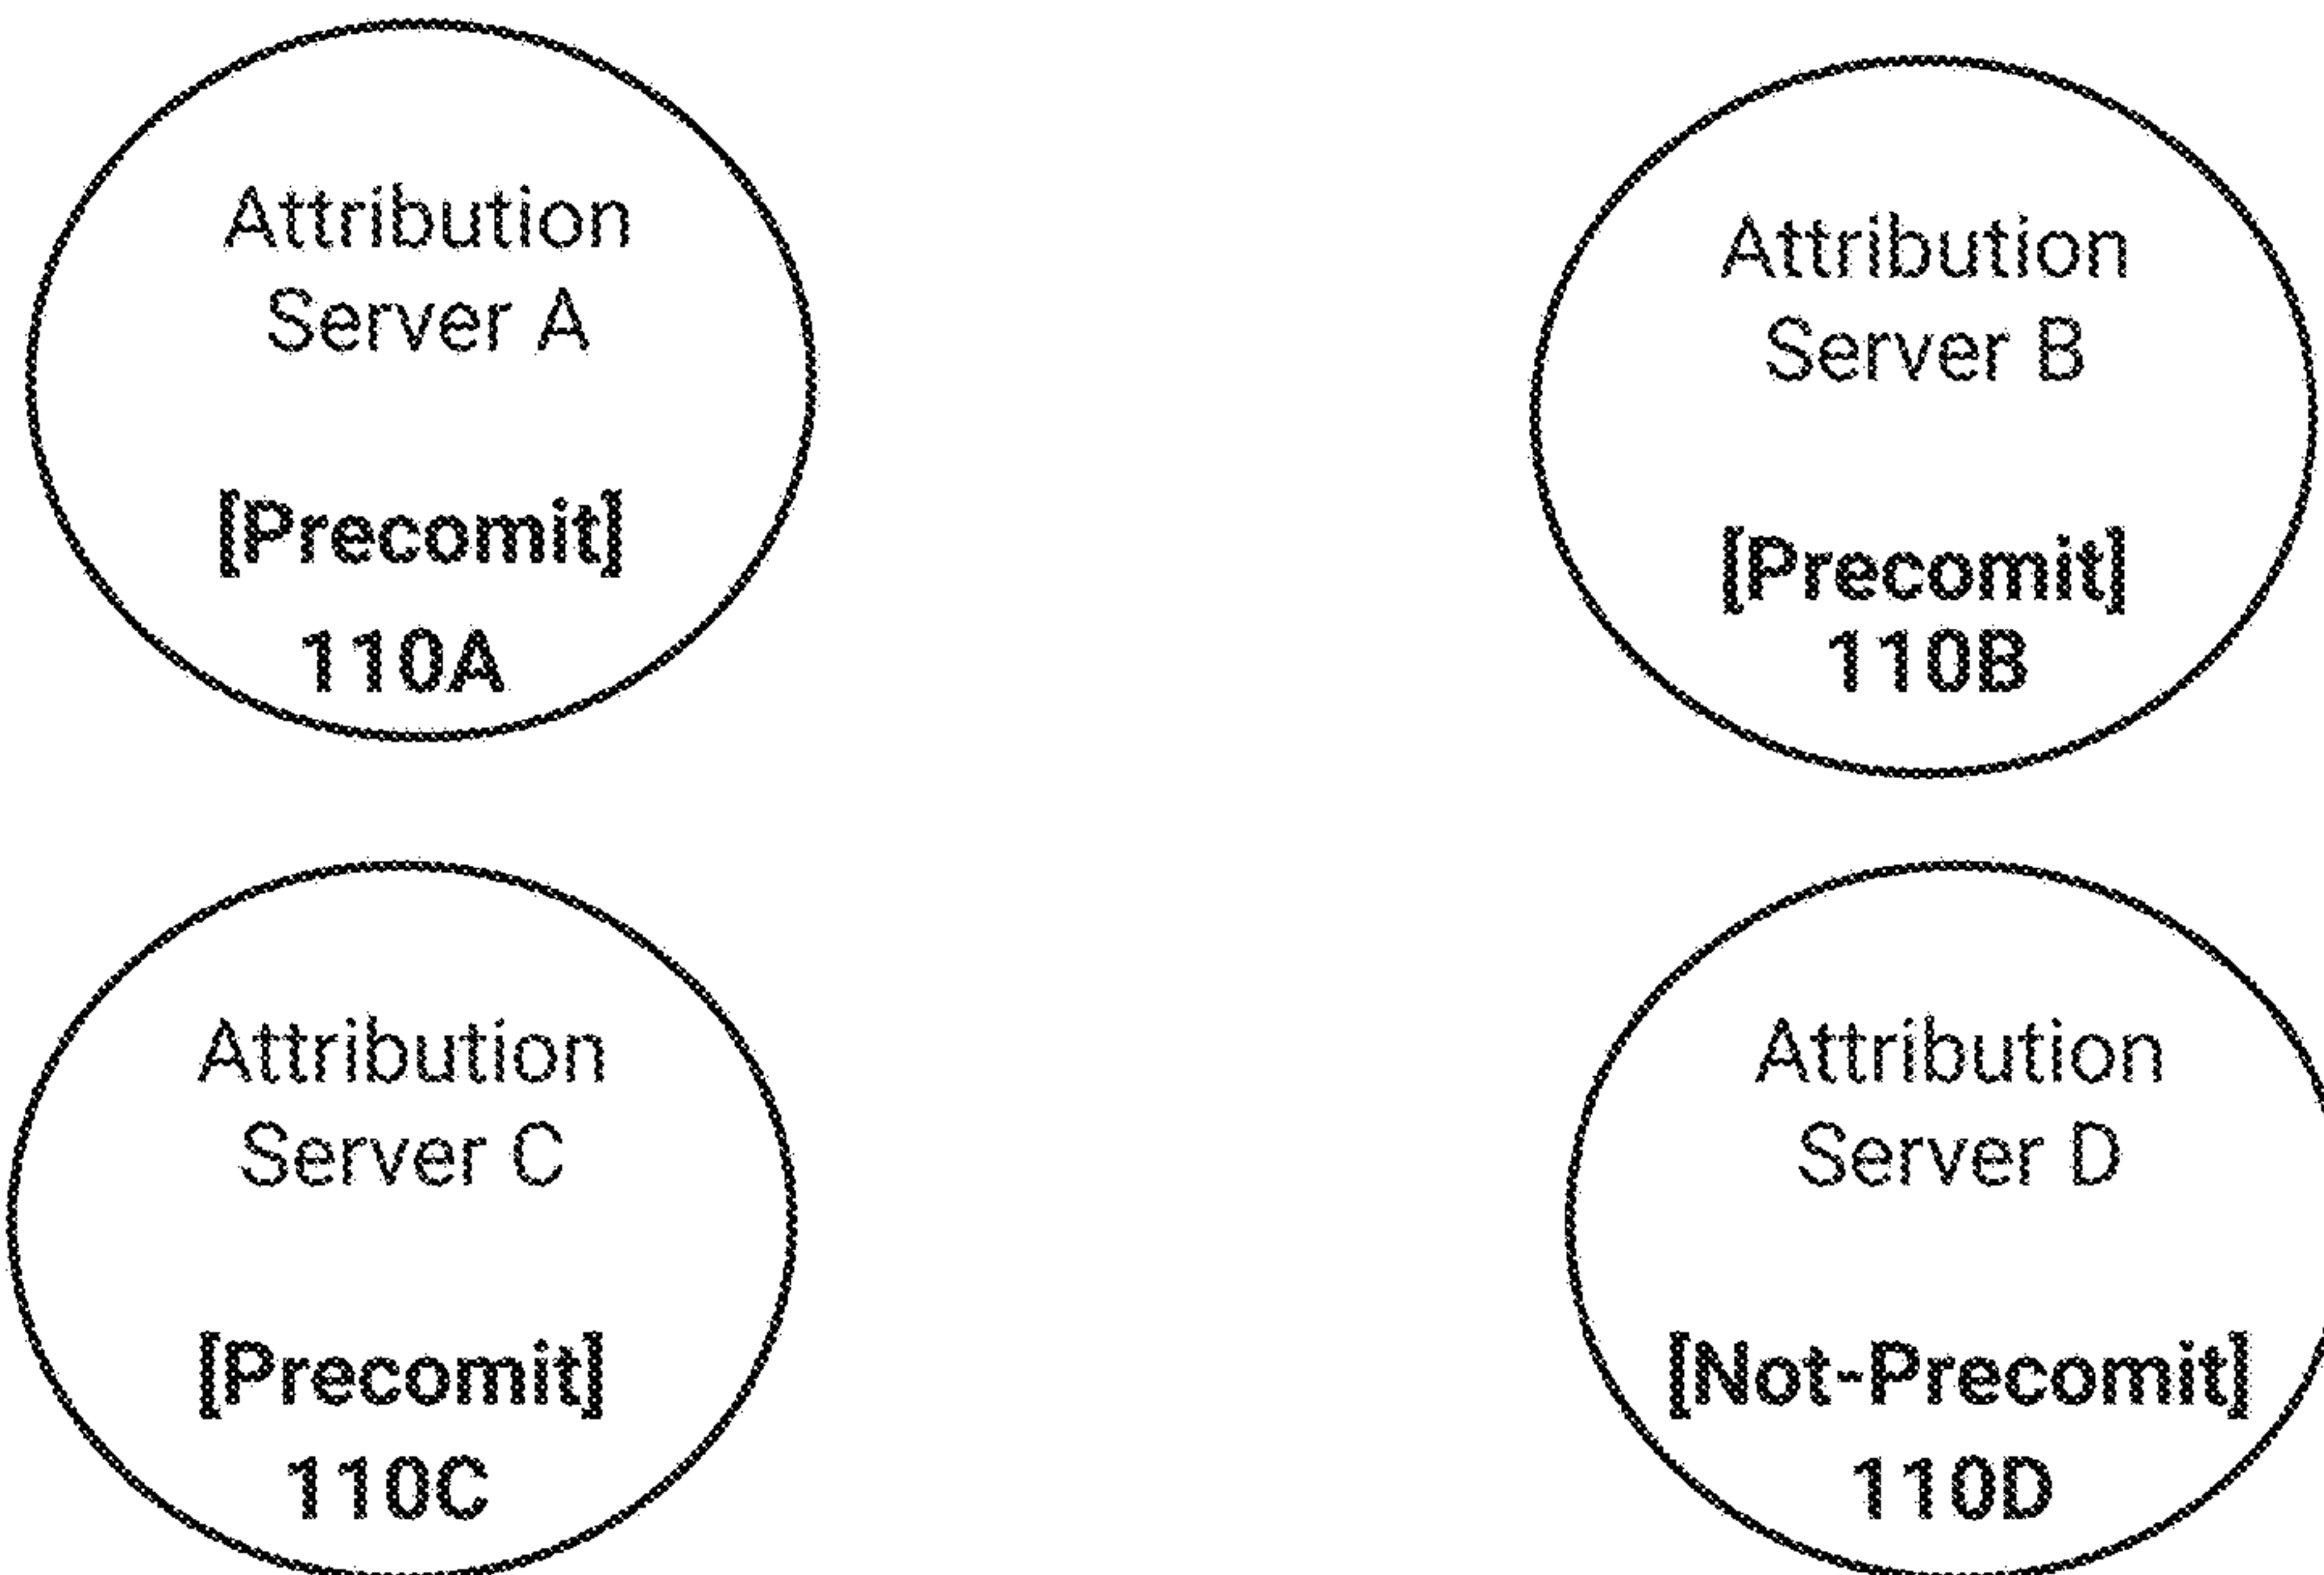 Attribution
Server A
[Precomit]
110A
Attribution
Server B
[Precomit]
110B
Attribution
Server C
[Precomit]
110C
Attribution
Server D
[Not-Precomit]
110D